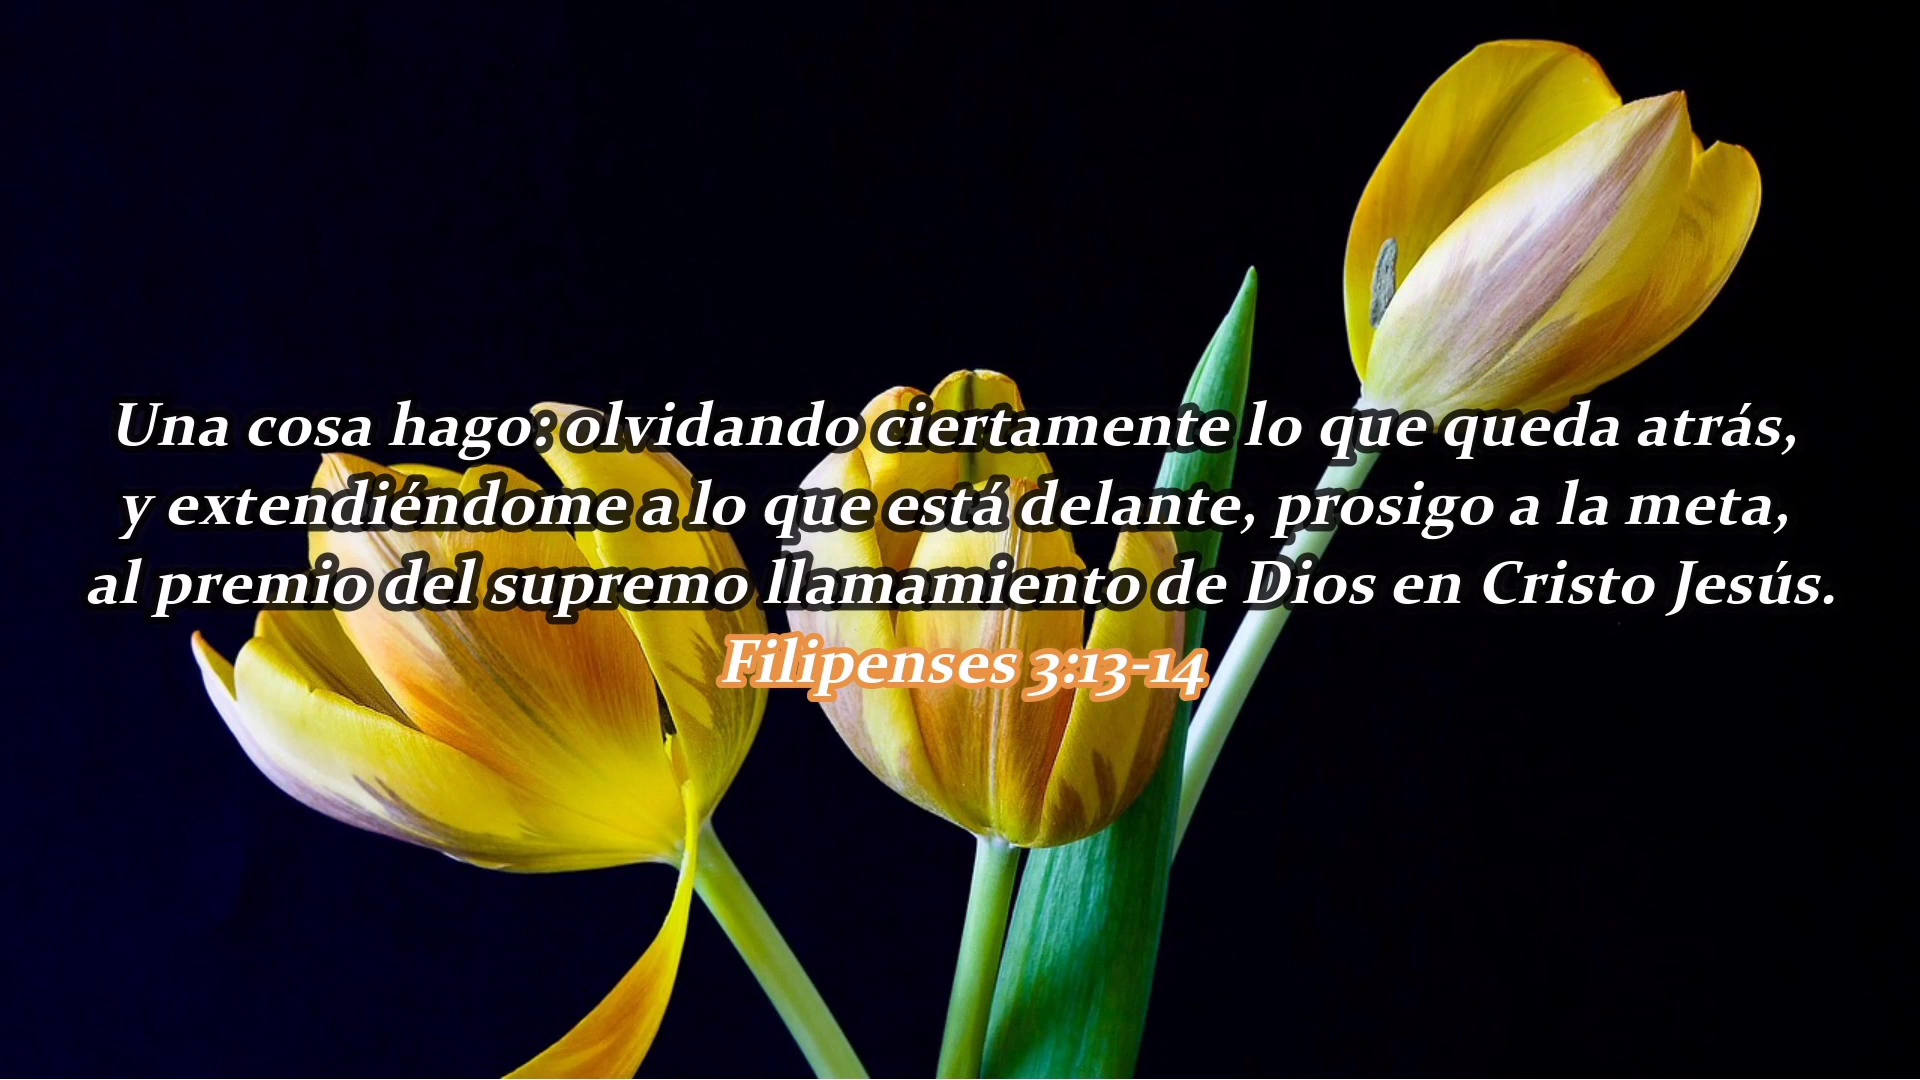 Una cosa hago: olvidando ciertamente lo que queda atrás,
y extendiéndome a lo que está delante, prosigo a la meta,
al premio del supremo llamamiento de Dios en Cristo Jesús.
Filipenses 3:13-14